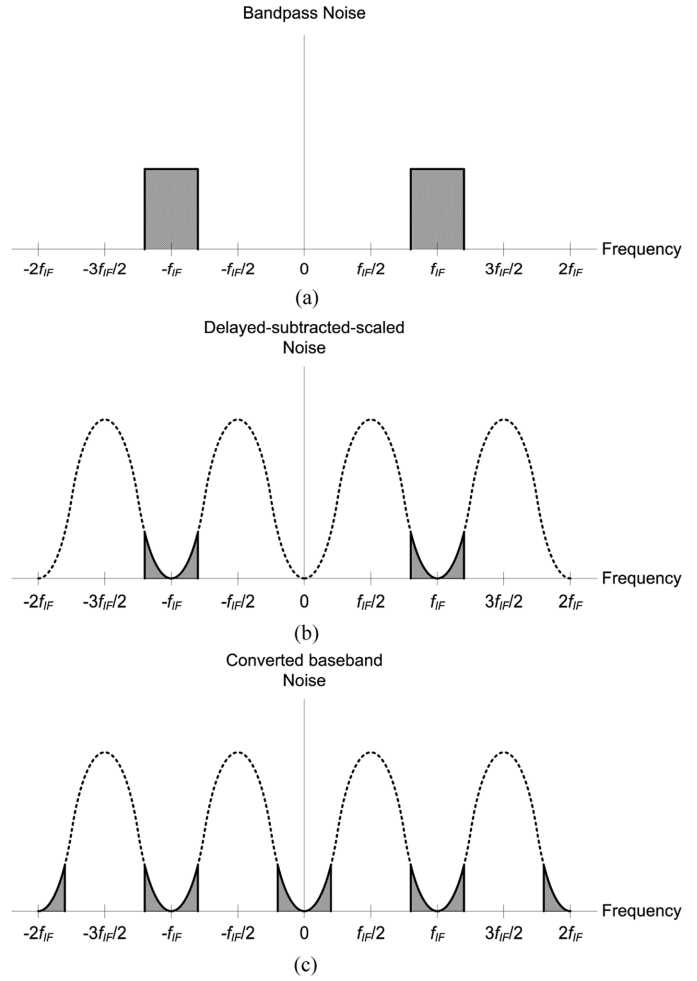 Bandpass Noise
Frequency
-2fIF -3fIF/2 -fIF -fIF/2 0 fIF/2 fIF 3fIF/2 2fIF
(a)
Delayed-subtracted-scaled
Noise
Frequency
-2fIF -3fIF/2 -fIF -fIF/2 0 fIF/2 fIF 3fIF/2 2fIF
(b)
Converted baseband
Noise
Frequency
-2fIF -3fIF/2 -fIF -fIF/2 0 fIF/2 fIF 3fIF/2 2fIF
(c)